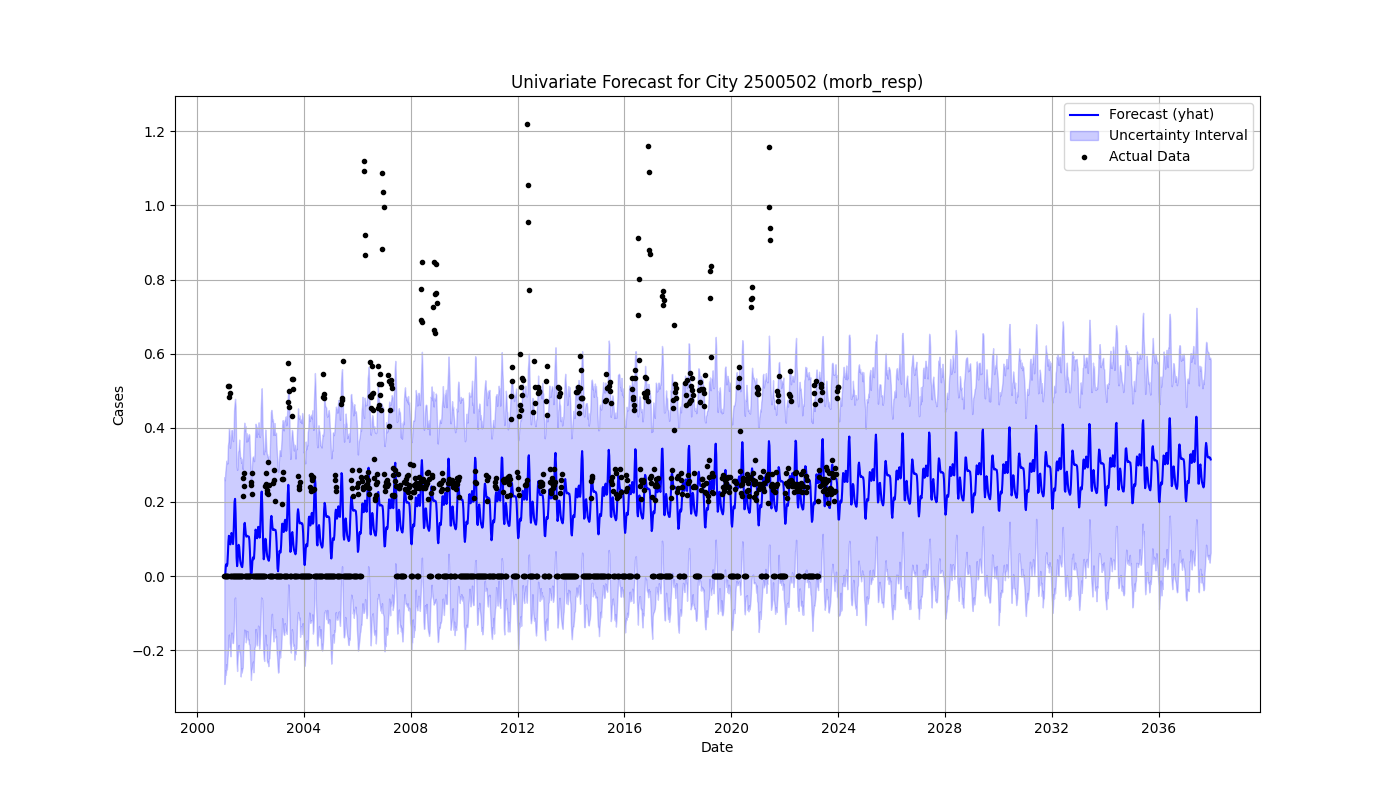 Univariate Forecast for City 2500502 (morb_resp)
Forecast (yhat)
Uncertainty Interval
Actual Data
Cases
1.2
1.0
0.8
0.6
0.4
0.2
0.0
−0.2
2000 2004 2008 2012 2016 2020 2024 2028 2032 2036
Date